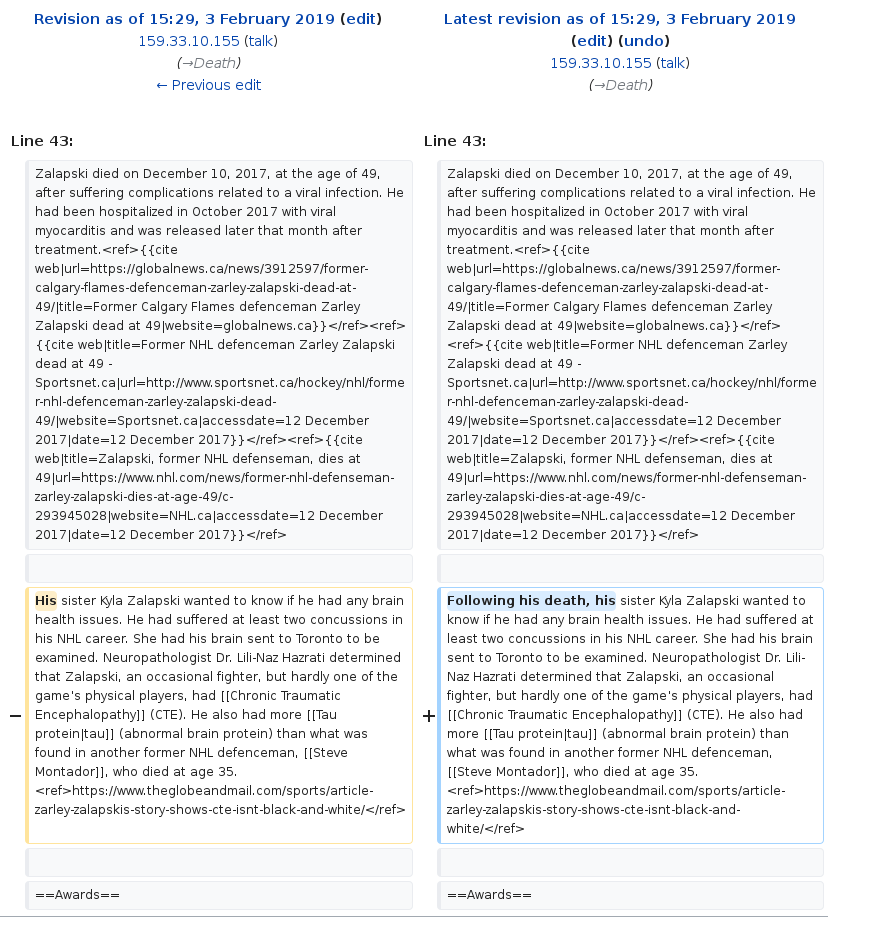 Revision as of 15:29, 3 February 2019 (edit)
159.33.10.155 (talk)
(→Death)
← Previous edit
Latest revision as of 15:29, 3 February 2019
(edit) (undo)
159.33.10.155 (talk)
(→Death)
Line 43:
Zalapski died on December 10, 2017, at the age of 49,
after suffering complications related to a viral infection. He
had been hospitalized in October 2017 with viral
myocarditis and was released later that month after
treatment.<ref>{{cite
web|url=https://globalnews.ca/news/3912597/former-
calgary-flames-defenceman-zarley-zalapski-dead-at-
49/|title=Former Calgary Flames defenceman Zarley
Zalapski dead at 49|website=globalnews.ca}}</ref><ref>
{{cite web|title=Former NHL defenceman Zarley Zalapski
dead at 49 -
Sportsnet.ca|url=http://www.sportsnet.ca/hockey/nhl/forme
r-nhl-defenceman-zarley-zalapski-dead-
49/|website=Sportsnet.ca|accessdate=12 December
2017|date=12 December 2017}}</ref><ref>{{cite
web|title=Zalapski, former NHL defenseman, dies at
49|url=https://www.nhl.com/news/former-nhl-defenseman-
zarley-zalapski-dies-at-age-49/c-
293945028|website=NHL.ca|accessdate=12 December
2017|date=12 December 2017}}</ref>
Line 43:
Zalapski died on December 10, 2017, at the age of 49,
after suffering complications related to a viral infection. He
had been hospitalized in October 2017 with viral
myocarditis and was released later that month after
treatment.<ref>{{cite
web|url=https://globalnews.ca/news/3912597/former-
calgary-flames-defenceman-zarley-zalapski-dead-at-
49/|title=Former Calgary Flames defenceman Zarley
Zalapski dead at 49|website=globalnews.ca}}</ref>
<ref>{{cite web|title=Former NHL defenceman Zarley
Zalapski dead at 49 -
Sportsnet.ca|url=http://www.sportsnet.ca/hockey/nhl/forme
r-nhl-defenceman-zarley-zalapski-dead-
49/|website=Sportsnet.ca|accessdate=12 December
2017|date=12 December 2017}}</ref><ref>{{cite
web|title=Zalapski, former NHL defenseman, dies at
49|url=https://www.nhl.com/news/former-nhl-defenseman-
zarley-zalapski-dies-at-age-49/c-
293945028|website=NHL.ca|accessdate=12 December
2017|date=12 December 2017}}</ref>
−
His sister Kyla Zalapski wanted to know if he had any brain
health issues. He had suffered at least two concussions in
his NHL career. She had his brain sent to Toronto to be
examined. Neuropathologist Dr. Lili-Naz Hazrati determined
that Zalapski, an occasional fighter, but hardly one of the
game's physical players, had [[Chronic Traumatic
Encephalopathy]] (CTE). He also had more [[Tau
protein|tau]] (abnormal brain protein) than what was
found in another former NHL defenceman, [[Steve
Montador]], who died at age 35.
<ref>https://www.theglobeandmail.com/sports/article-
zarley-zalapskis-story-shows-cte-isnt-black-and-white/</ref>
+
Following his death, his sister Kyla Zalapski wanted to
know if he had any brain health issues. He had suffered at
least two concussions in his NHL career. She had his brain
sent to Toronto to be examined. Neuropathologist Dr. Lili-
Naz Hazrati determined that Zalapski, an occasional
fighter, but hardly one of the game's physical players, had
[[Chronic Traumatic Encephalopathy]] (CTE). He also had
more [[Tau protein|tau]] (abnormal brain protein) than
what was found in another former NHL defenceman,
[[Steve Montador]], who died at age 35.
<ref>https://www.theglobeandmail.com/sports/article-
zarley-zalapskis-story-shows-cte-isnt-black-and-
white/</ref>
==Awards==
==Awards==